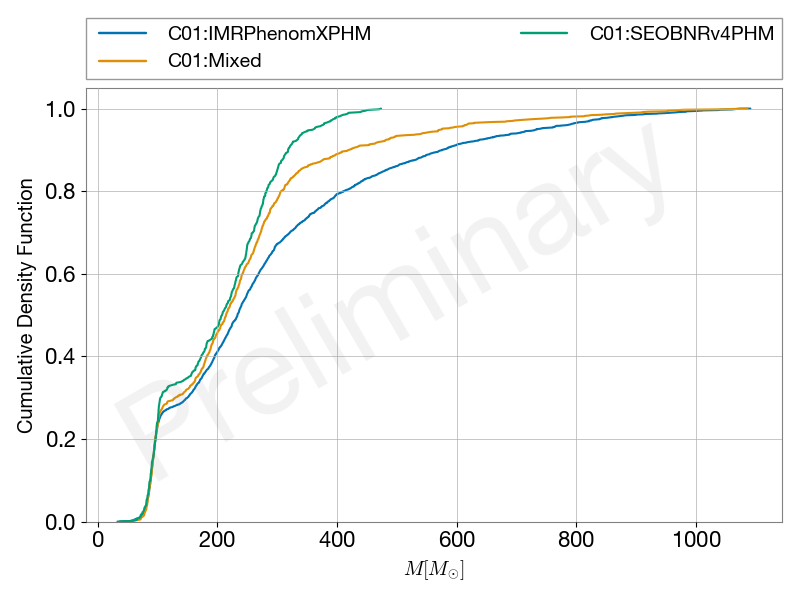 C01:IMRPhenomXPHM
C01:SEOBNRv4PHM
C01:Mixed
1.0
0.8
0.6
0.4
0.2
0.0
Cumulative Density Function
Preliminary
0 200 400 600 800 1000
M[M⊙]